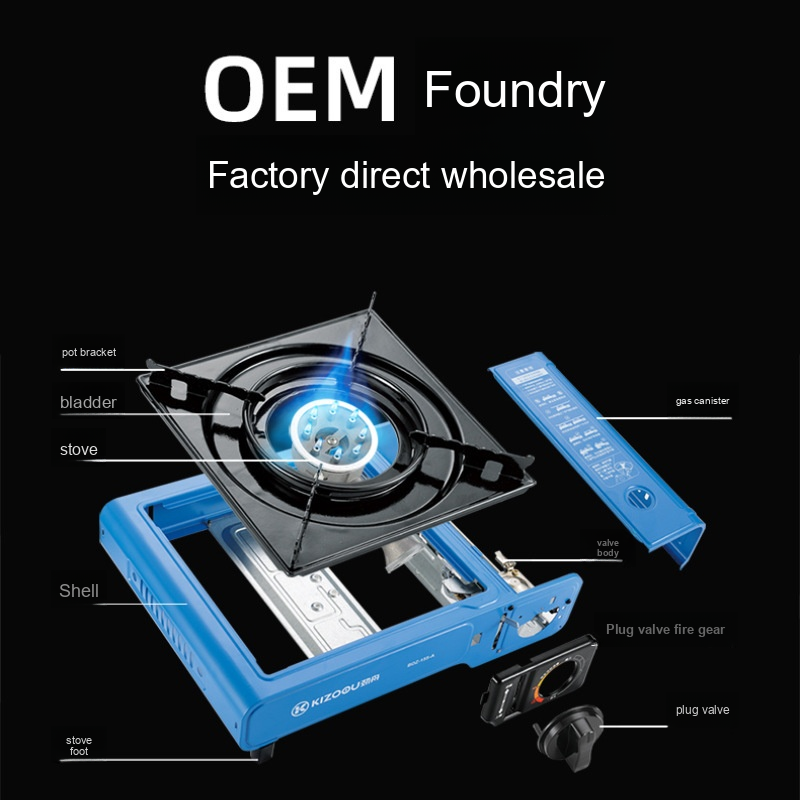 OEM Foundry
Factory direct wholesale
pot bracket
bladder
stove
gas canister
valve
body
Shell
Plug valve fire gear
KIZOQU
plug valve
stove
foot